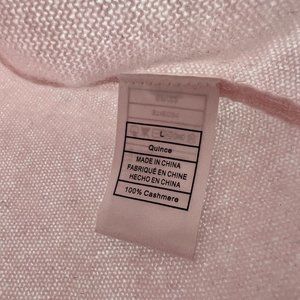 L
Quince
MADE IN CHINA
FABRIQUÉ EN CHINE
HECHO EN CHINA
100% Cashmere